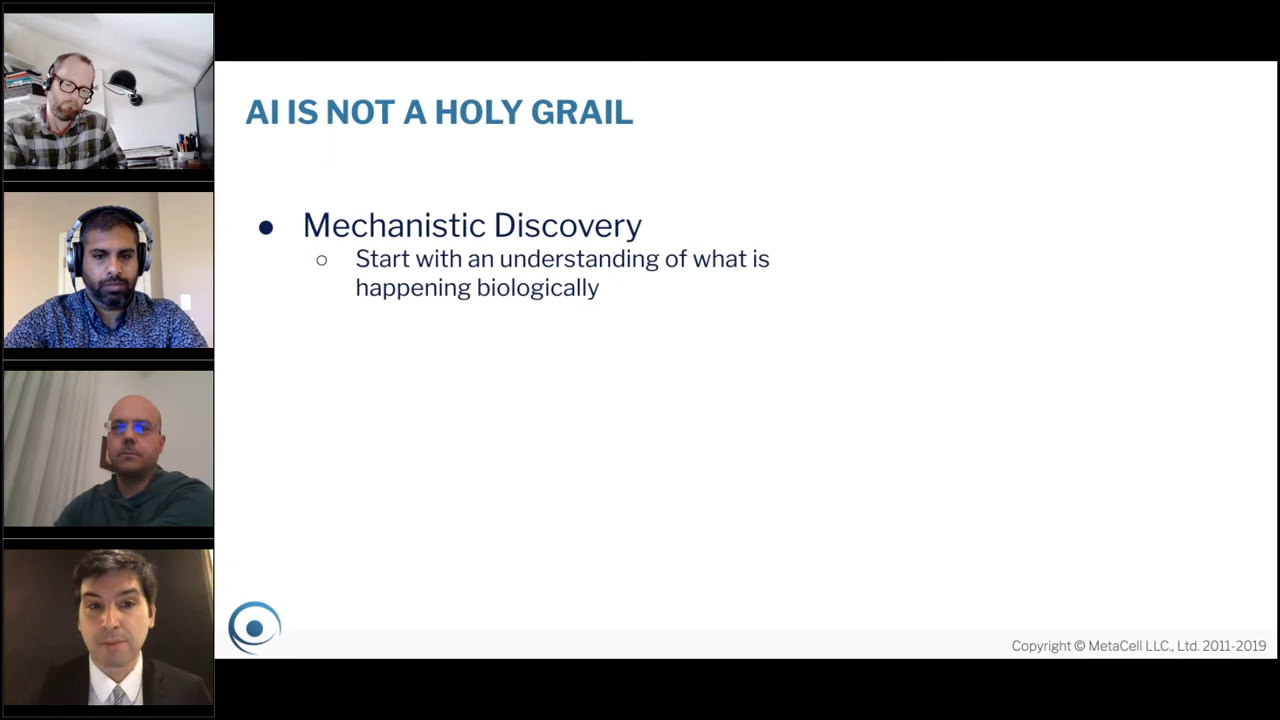 AI IS NOT A HOLY GRAIL
● Mechanistic Discovery
○ Start with an understanding of what is
happening biologically
Copyright © MetaCell LLC., Ltd. 2011-2019